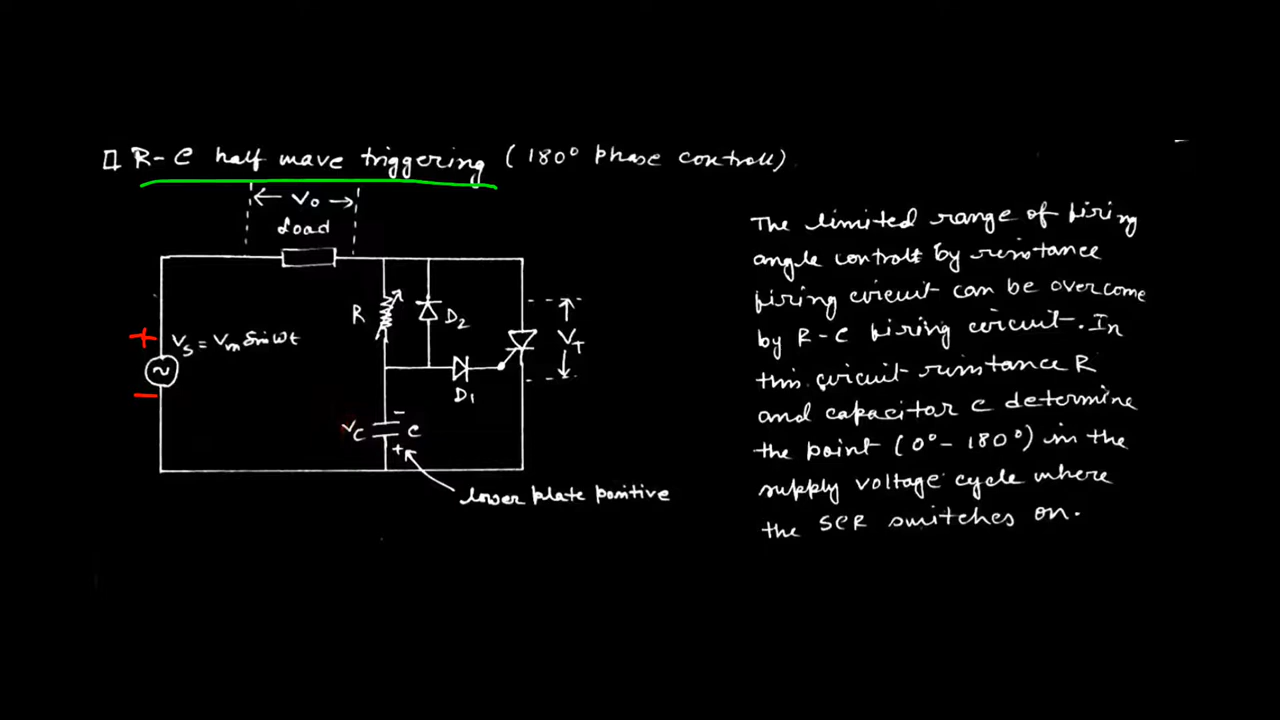 R-C half wave triggering (180° phase controll)
← Vo →
Load
R
D2
Vs = Vm Sin ωt
VT
D1
Vc
C
lower plate positive
The limited range of firing
angle controlt by resistance
firing circuit can be overcome
by R-C firing circuit. In
this circuit resistance R
and capacitor C determine
the point (0°-180°) in the
supply voltage cycle where
the SCR switches on.